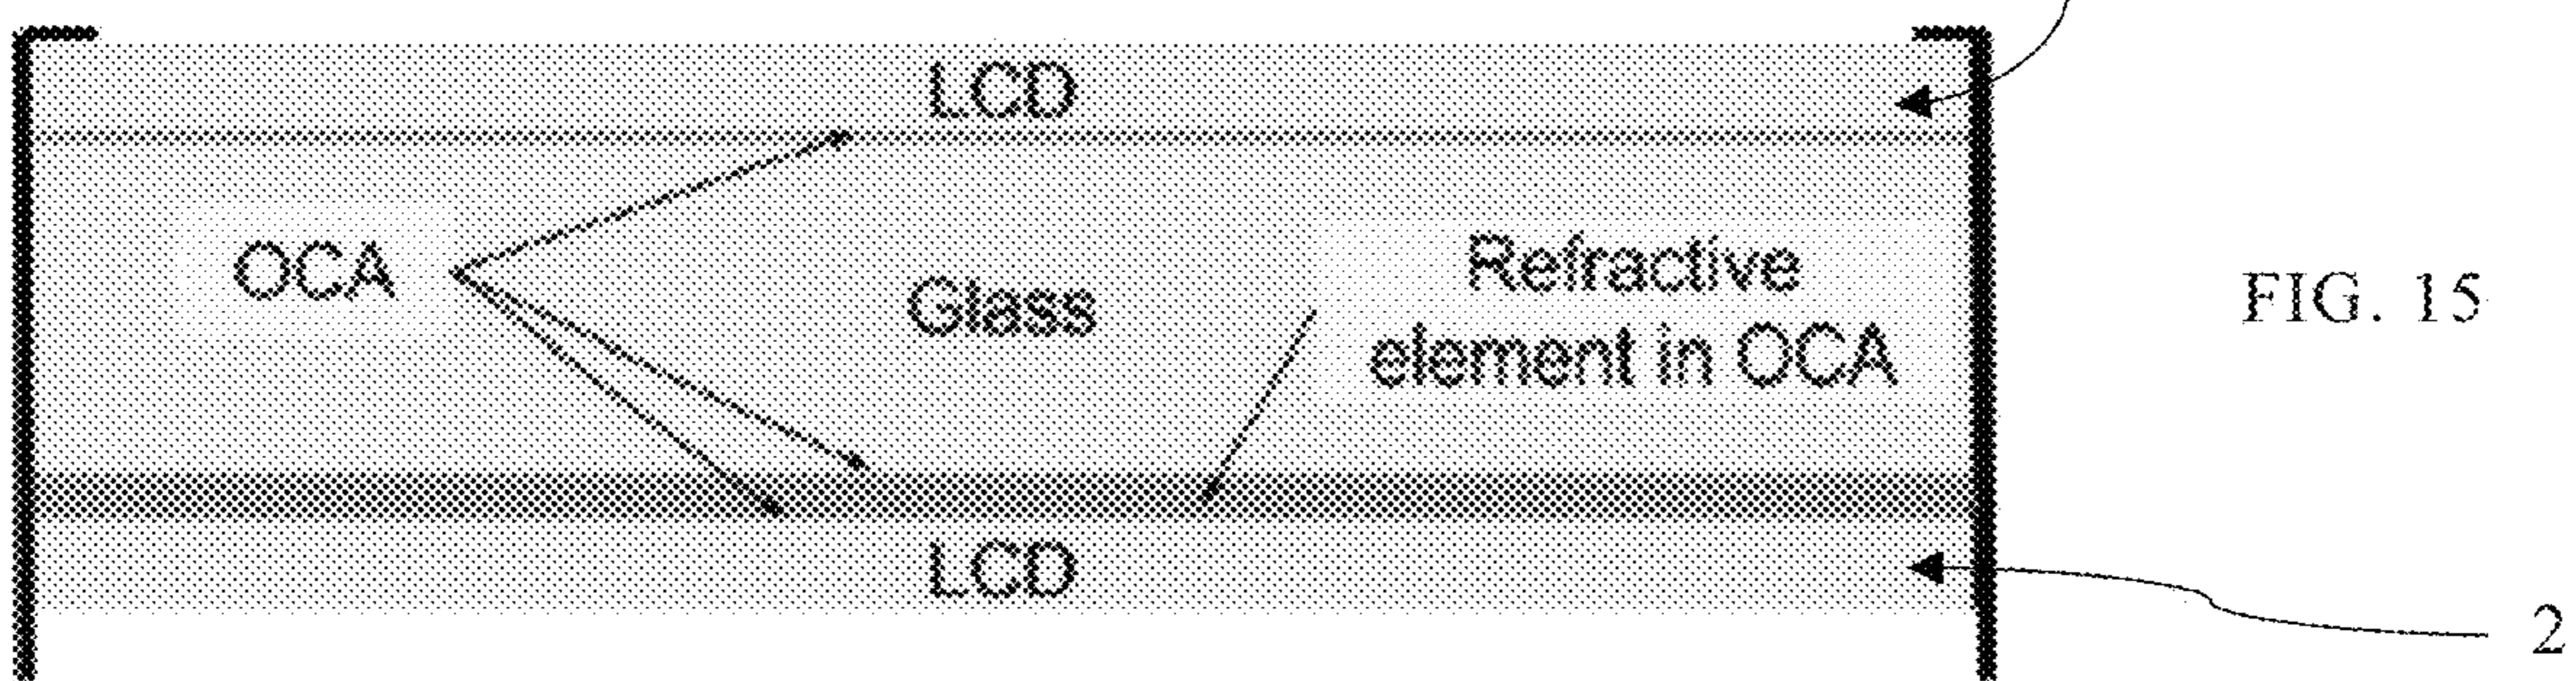 LCD
OCA
Glass
Refractive
element in OCA
FIG. 15
LCD
2